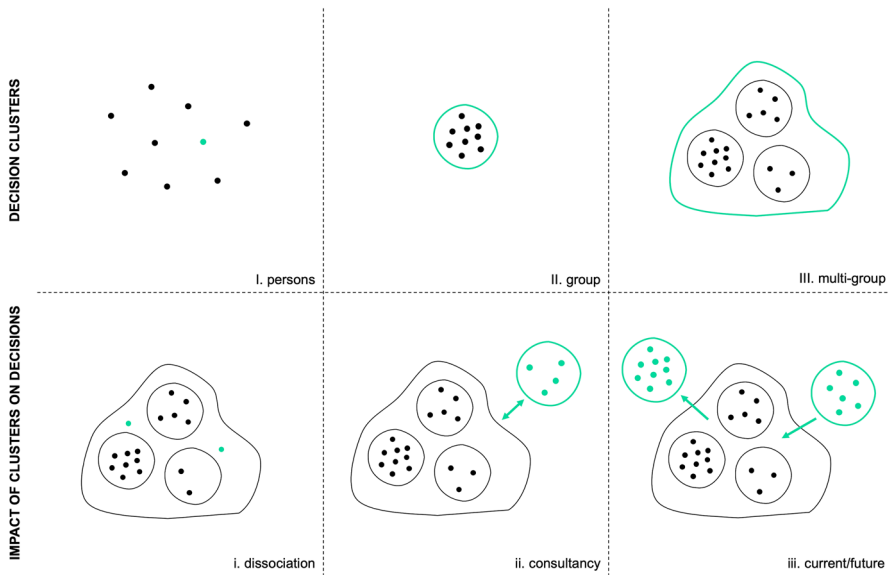 DECISION CLUSTERS
I. persons
II. group
III. multi-group
IMPACT OF CLUSTERS ON DECISIONS
i. dissociation
ii. consultancy
iii. current/future